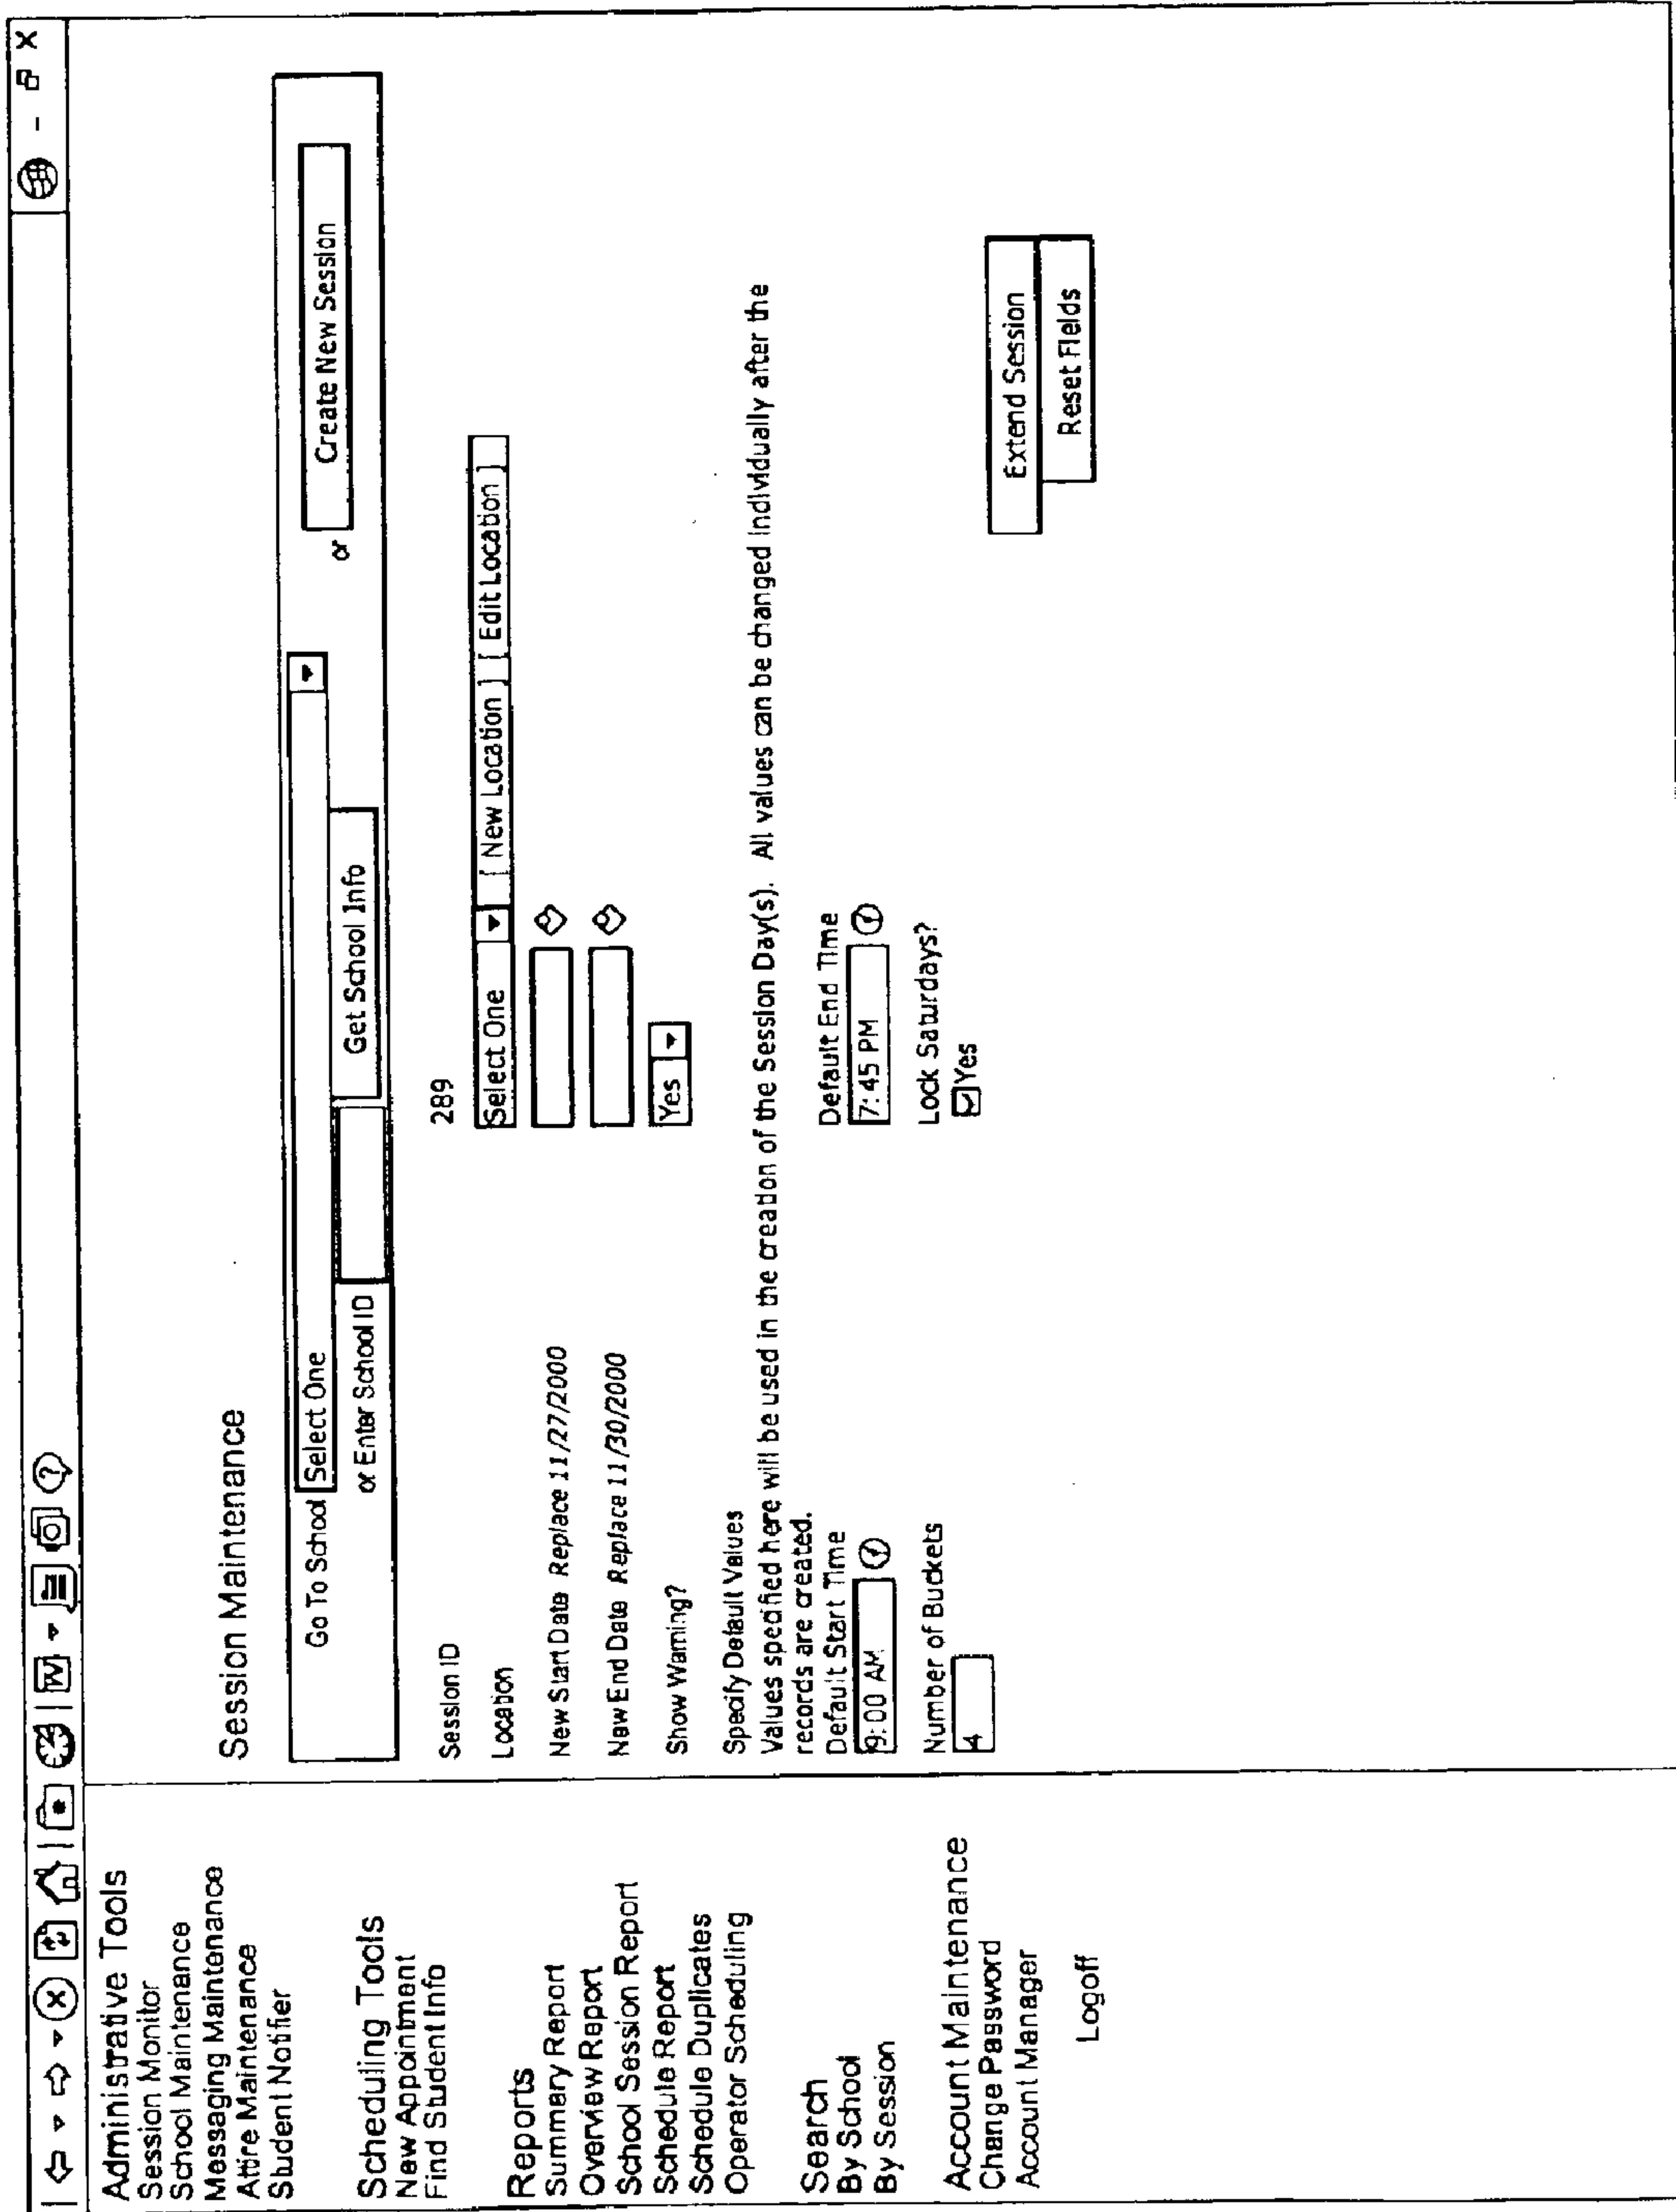 Administrative Tools
Session Monitor
School Maintenance
Messaging Maintenance
Attire Maintenance
Student Notifier
Scheduling Tools
New Appointment
Find Student Info
Reports
Summary Report
Overview Report
School Session Report
Schedule Report
Schedule Duplicates
Operator Scheduling
Search
By School
By Session
Account Maintenance
Change Password
Account Manager
Logoff
Session Maintenance
Go To School Select One
or Enter School ID Get School Info or Create New Session
Session ID 289
Location Select One [ New Location ] [ Edit Location ]
New Start Date Replace 11/27/2000
New End Date Replace 11/30/2000
Show Warning? Yes
Specify Default Values
Values specified here will be used in the creation of the Session Day(s). All values can be changed individually after the
records are created.
Default Start Time Default End Time
9:00 AM 7:45 PM
Number of Buckets Lock Saturdays?
4 Yes
Extend Session
Reset Fields